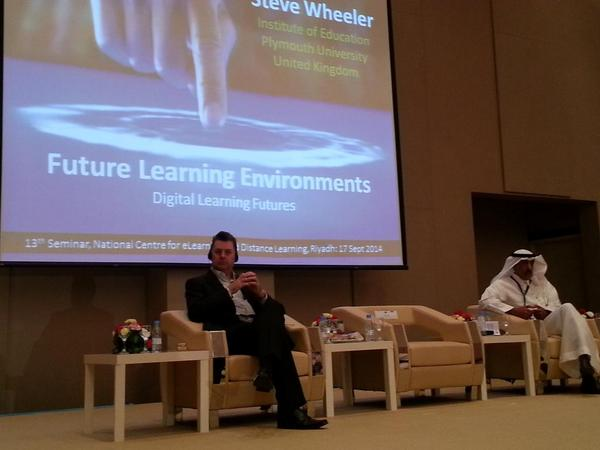 Steve Wheeler
Institute of Education
Plymouth University
United Kingdom
Future Learning Environments
Digital Learning Futures
13th Seminar, National Centre for eLearn Distance Learning, Riyadh: 17 Sept 2014